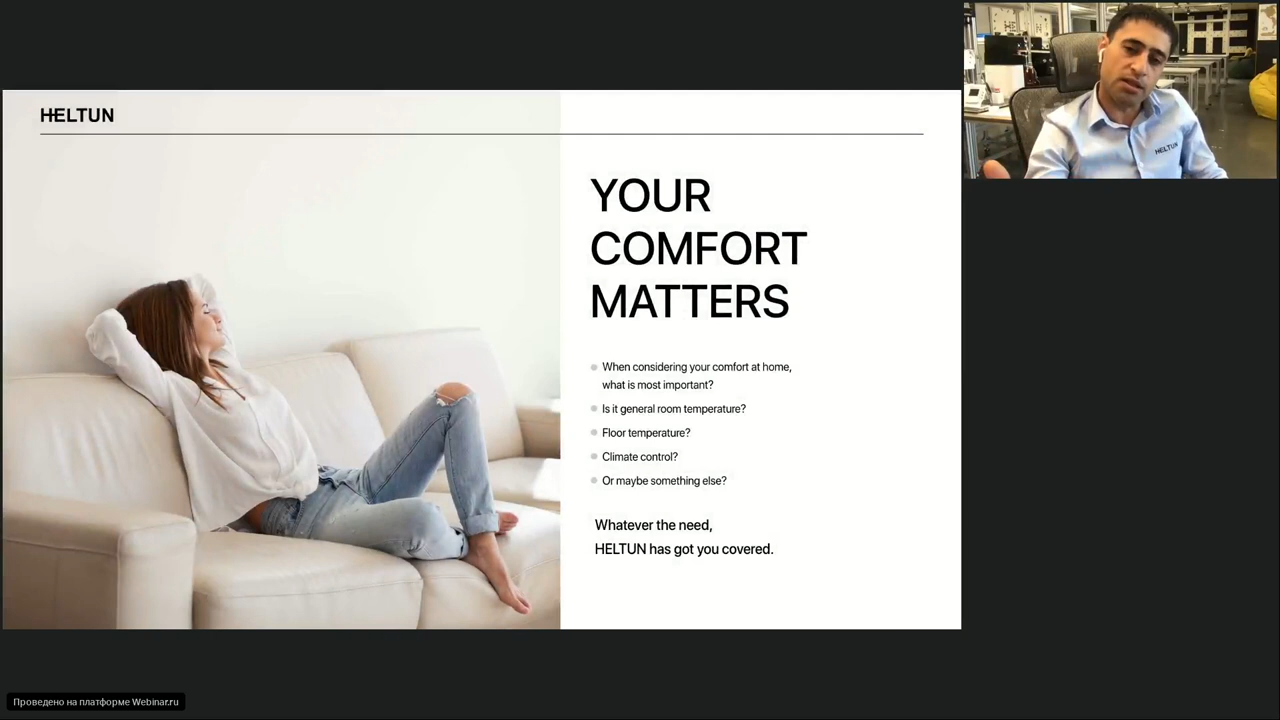 HELTUN
YOUR
COMFORT
MATTERS
When considering your comfort at home,
what is most important?
Is it general room temperature?
Floor temperature?
Climate control?
Or maybe something else?
Whatever the need,
HELTUN has got you covered.
HELTUN
Проведено на платформе Webinar.ru